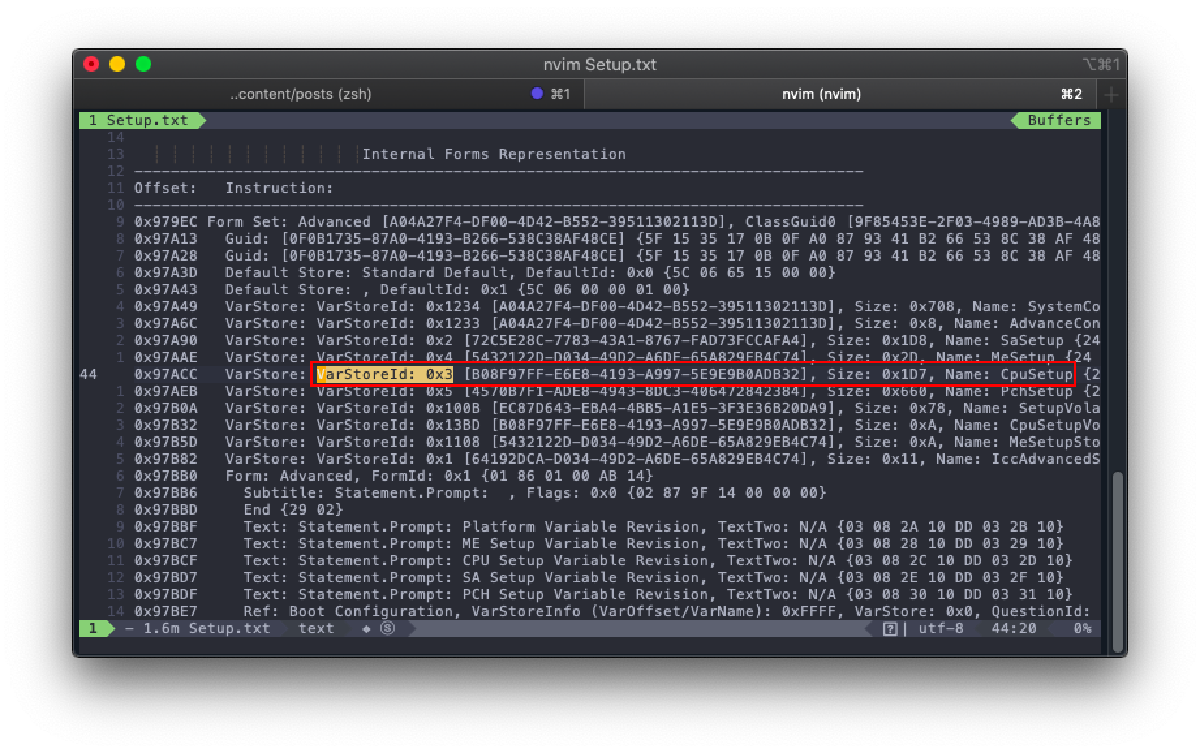 nvim Setup.txt
⌥⌘1
..content/posts (zsh) ⌘1 nvim (nvim) ⌘2 +
1 Setup.txt Buffers
14
13 Internal Forms Representation
12 --------------------------------------------------------------------------------
11 Offset: Instruction:
10 --------------------------------------------------------------------------------
9 0x979EC Form Set: Advanced [A04A27F4-DF00-4D42-B552-39511302113D], ClassGuid0 [9F85453E-2F03-4989-AD3B-4A8
8 0x97A13 Guid: [0F0B1735-87A0-4193-B266-538C38AF48CE] {5F 15 35 17 0B 0F A0 87 93 41 B2 66 53 8C 38 AF 48
7 0x97A28 Guid: [0F0B1735-87A0-4193-B266-538C38AF48CE] {5F 15 35 17 0B 0F A0 87 93 41 B2 66 53 8C 38 AF 48
6 0x97A3D Default Store: Standard Default, DefaultId: 0x0 {5C 06 65 15 00 00}
5 0x97A43 Default Store: , DefaultId: 0x1 {5C 06 00 00 01 00}
4 0x97A49 VarStore: VarStoreId: 0x1234 [A04A27F4-DF00-4D42-B552-39511302113D], Size: 0x708, Name: SystemCo
3 0x97A6C VarStore: VarStoreId: 0x1233 [A04A27F4-DF00-4D42-B552-39511302113D], Size: 0x8, Name: AdvanceCon
2 0x97A90 VarStore: VarStoreId: 0x2 [72C5E28C-7783-43A1-8767-FAD73FCCAFA4], Size: 0x1D8, Name: SaSetup {24
1 0x97AAE VarStore: VarStoreId: 0x4 [5432122D-D034-49D2-A6DE-65A829EB4C74], Size: 0x2D, Name: MeSetup {24
44 0x97ACC VarStore: VarStoreId: 0x3 [B08F97FF-E6E8-4193-A997-5E9E9B0ADB32], Size: 0x1D7, Name: CpuSetup {2
1 0x97AEB VarStore: VarStoreId: 0x5 [4570B7F1-ADE8-4943-8DC3-406472842384], Size: 0x660, Name: PchSetup {2
2 0x97B0A VarStore: VarStoreId: 0x100B [EC87D643-EBA4-4BB5-A1E5-3F3E36B20DA9], Size: 0x78, Name: SetupVola
3 0x97B32 VarStore: VarStoreId: 0x13BD [B08F97FF-E6E8-4193-A997-5E9E9B0ADB32], Size: 0xA, Name: CpuSetupVo
4 0x97B5D VarStore: VarStoreId: 0x1108 [5432122D-D034-49D2-A6DE-65A829EB4C74], Size: 0xA, Name: MeSetupSto
5 0x97B82 VarStore: VarStoreId: 0x1 [64192DCA-D034-49D2-A6DE-65A829EB4C74], Size: 0x11, Name: IccAdvancedS
6 0x97BB0 Form: Advanced, FormId: 0x1 {01 86 01 00 AB 14}
7 0x97BB6 Subtitle: Statement.Prompt: , Flags: 0x0 {02 87 9F 14 00 00 00}
8 0x97BBD End {29 02}
9 0x97BBF Text: Statement.Prompt: Platform Variable Revision, TextTwo: N/A {03 08 2A 10 DD 03 2B 10}
10 0x97BC7 Text: Statement.Prompt: ME Setup Variable Revision, TextTwo: N/A {03 08 28 10 DD 03 29 10}
11 0x97BCF Text: Statement.Prompt: CPU Setup Variable Revision, TextTwo: N/A {03 08 2C 10 DD 03 2D 10}
12 0x97BD7 Text: Statement.Prompt: SA Setup Variable Revision, TextTwo: N/A {03 08 2E 10 DD 03 2F 10}
13 0x97BDF Text: Statement.Prompt: PCH Setup Variable Revision, TextTwo: N/A {03 08 30 10 DD 03 31 10}
14 0x97BE7 Ref: Boot Configuration, VarStoreInfo (VarOffset/VarName): 0xFFFF, VarStore: 0x0, QuestionId:
1 - 1.6m Setup.txt text Ⓢ [?]| utf-8 44:20 0%